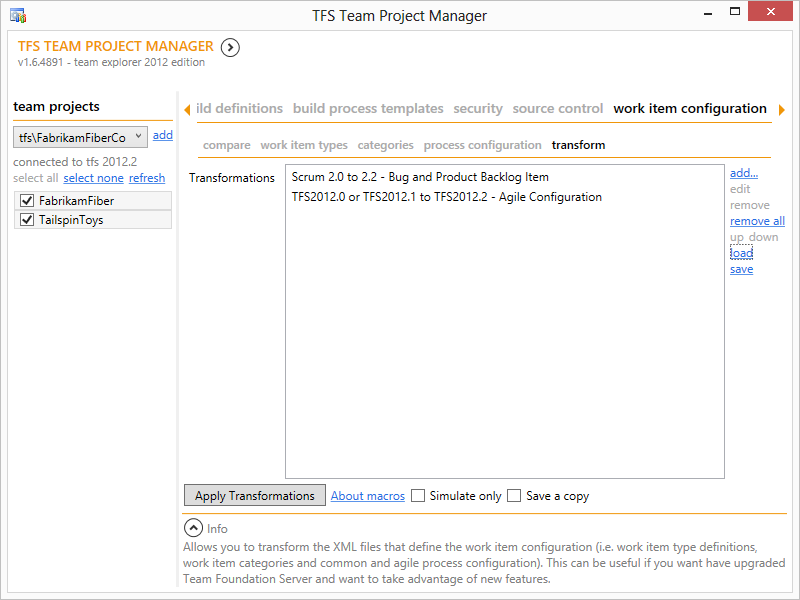 TFS Team Project Manager
TFS TEAM PROJECT MANAGER
v1.6.4891 - team explorer 2012 edition
team projects
tfs\FabrikamFiberCo add
connected to tfs 2012.2
select all select none refresh
FabrikamFiber
TailspinToys
ild definitions build process templates security source control work item configuration
compare work item types categories process configuration transform
Transformations
Scrum 2.0 to 2.2 - Bug and Product Backlog Item
TFS2012.0 or TFS2012.1 to TFS2012.2 - Agile Configuration
add...
edit
remove
remove all
up down
load
save
Apply Transformations About macros Simulate only Save a copy
Info
Allows you to transform the XML files that define the work item configuration (i.e. work item type definitions,
work item categories and common and agile process configuration). This can be useful if you want have upgraded
Team Foundation Server and want to take advantage of new features.